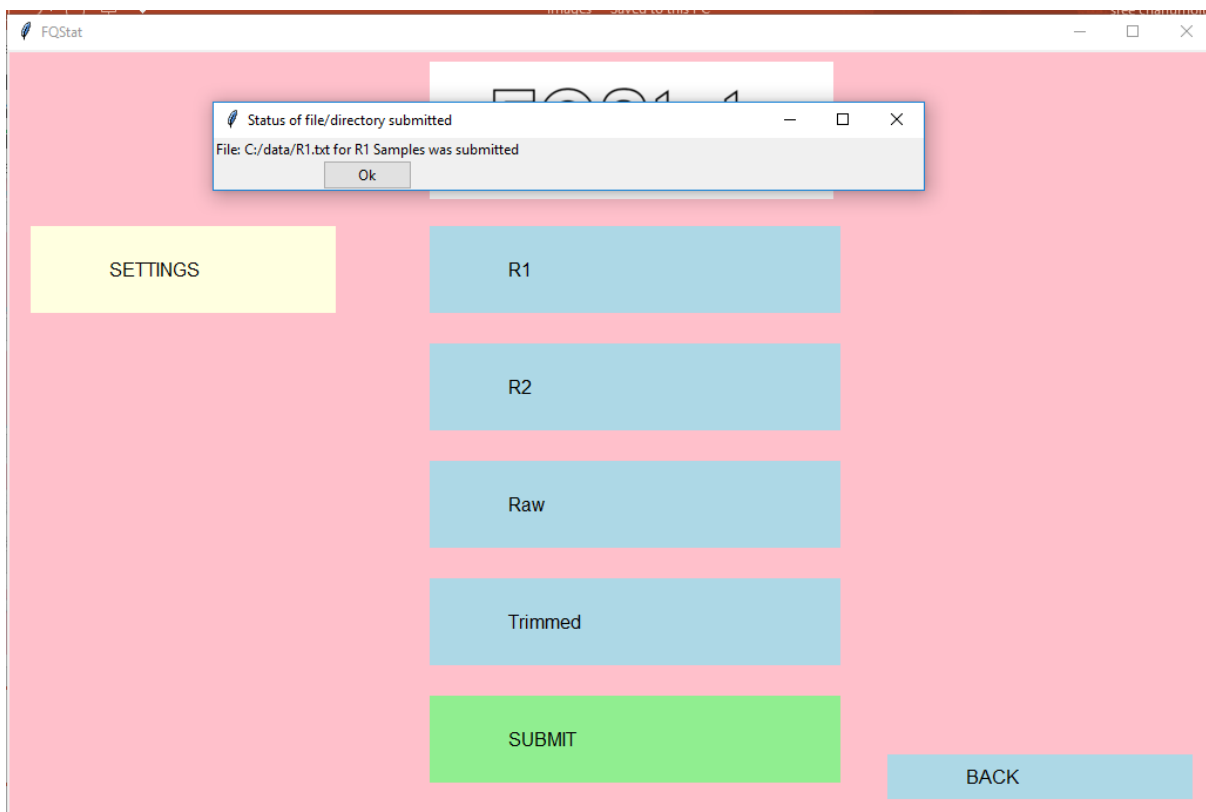 FQStat
Status of file/directory submitted
File: C:/data/R1.txt for R1 Samples was submitted
Ok
SETTINGS
R1
R2
Raw
Trimmed
SUBMIT
BACK